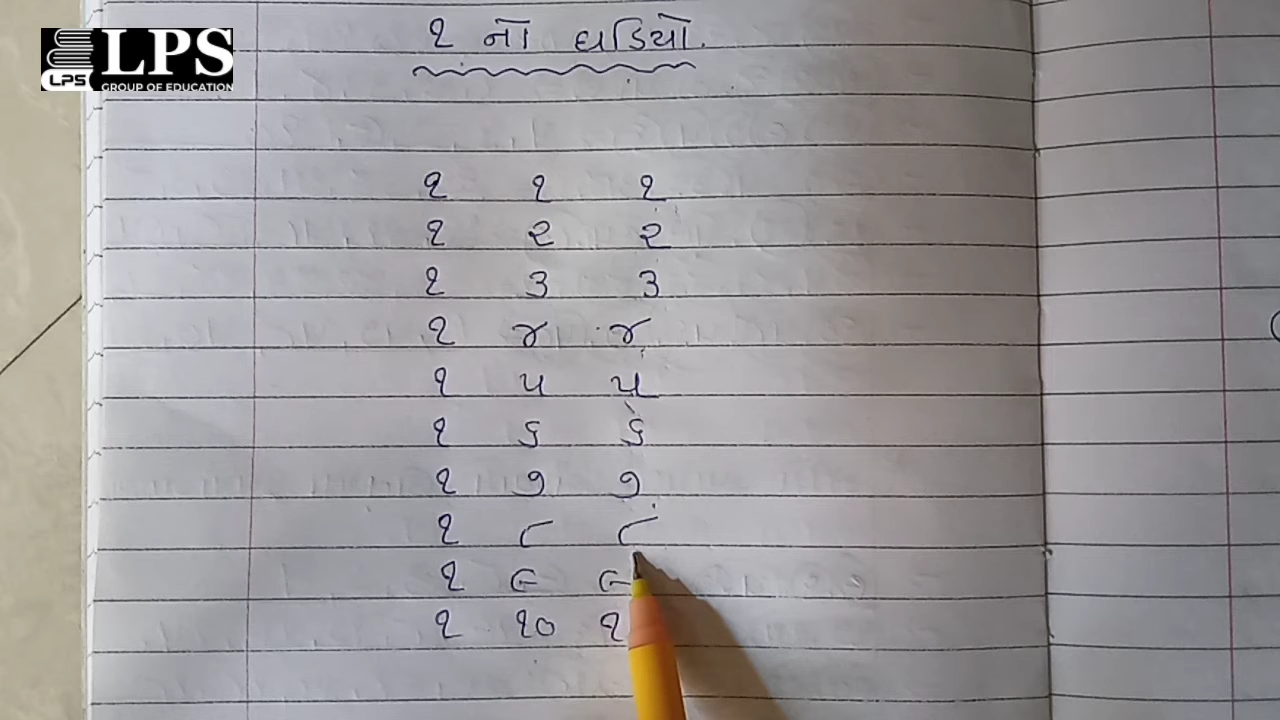 LPS
LPS
GROUP OF EDUCATION
૧ નો ઘડિયો.
૧ ૧ ૧
૧ ૨ ૨
૧ ૩ ૩
૧ ૪ ૪
૧ ૫ ૫
૧ ૬ ૬
૧ ૭ ૭
૧ ૮ ૮
૧ ૯ ૯
૧ ૧૦ ૧